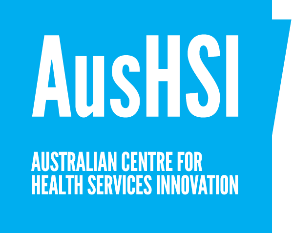 AusHSI
AUSTRALIAN CENTRE FOR
HEALTH SERVICES INNOVATION